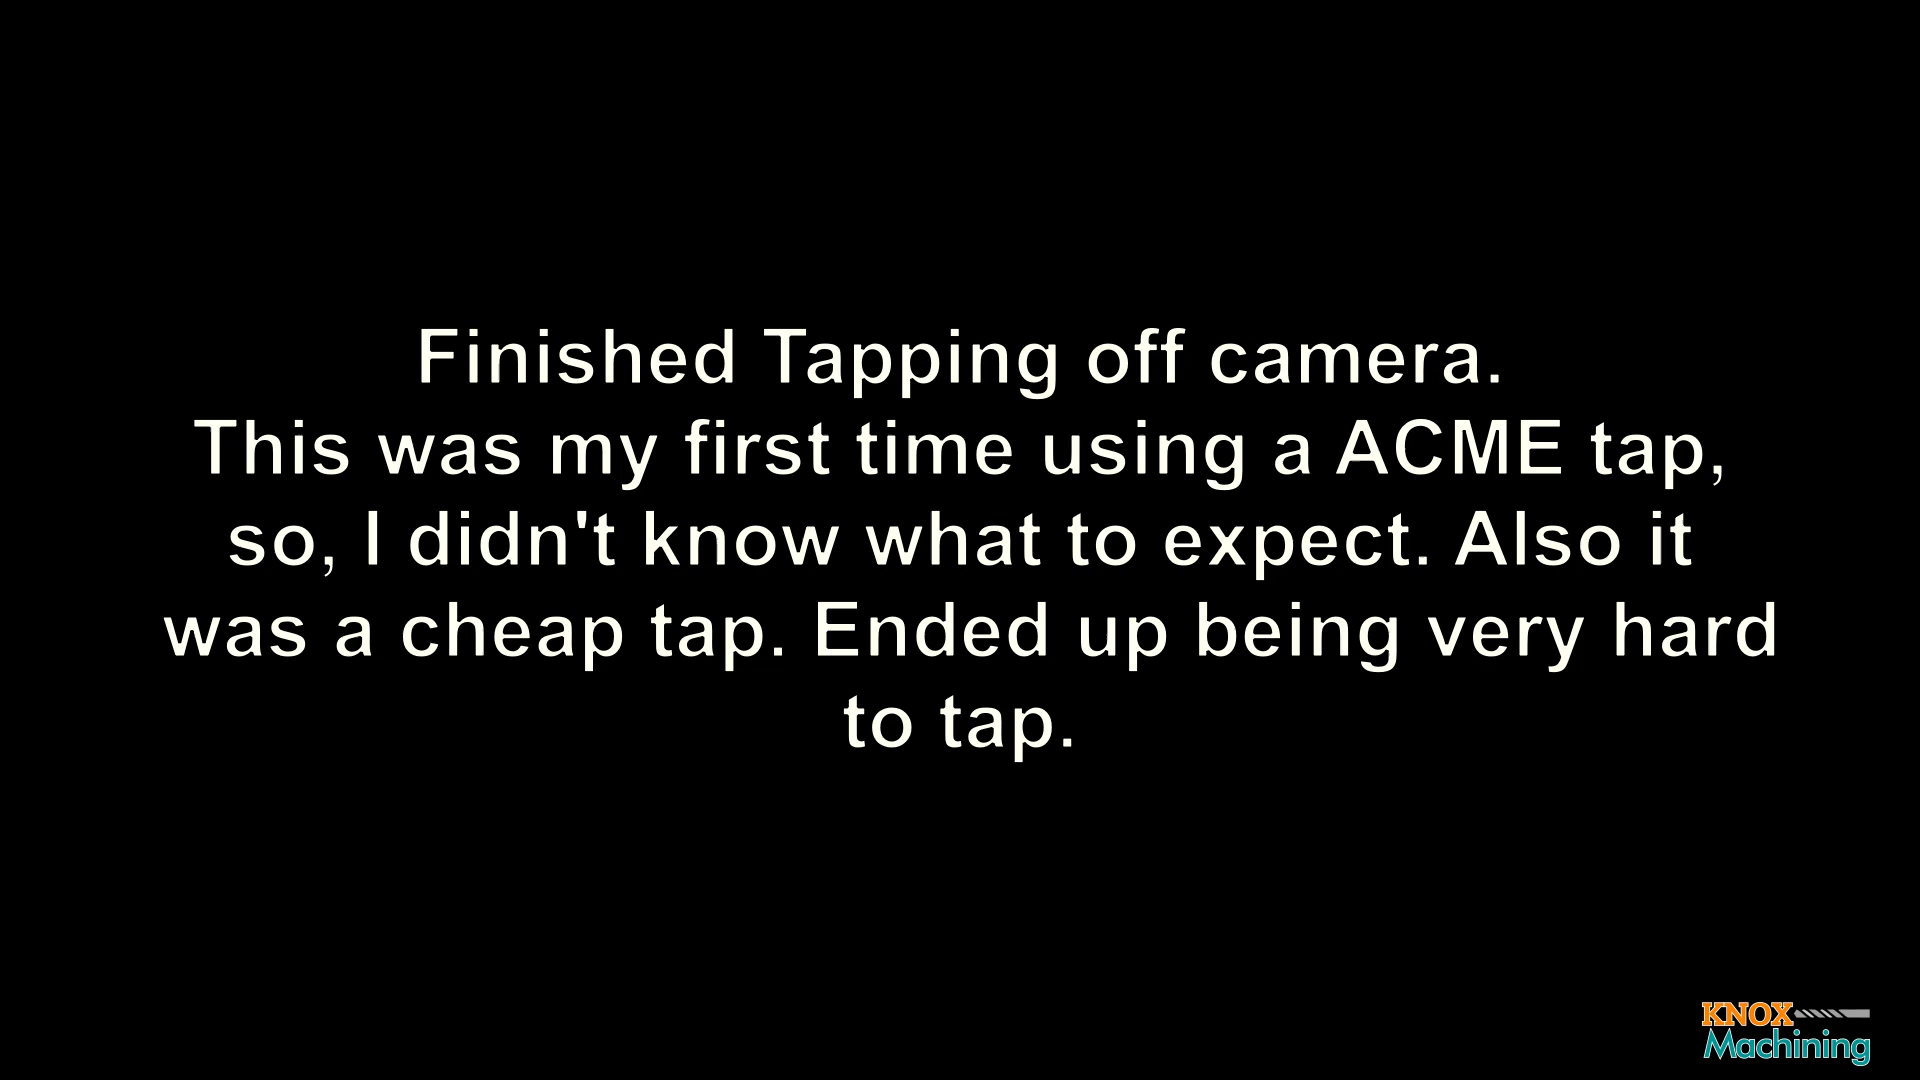 Finished Tapping off camera.
This was my first time using a ACME tap,
so, I didn't know what to expect. Also it
was a cheap tap. Ended up being very hard
to tap.
KNOX
Machining